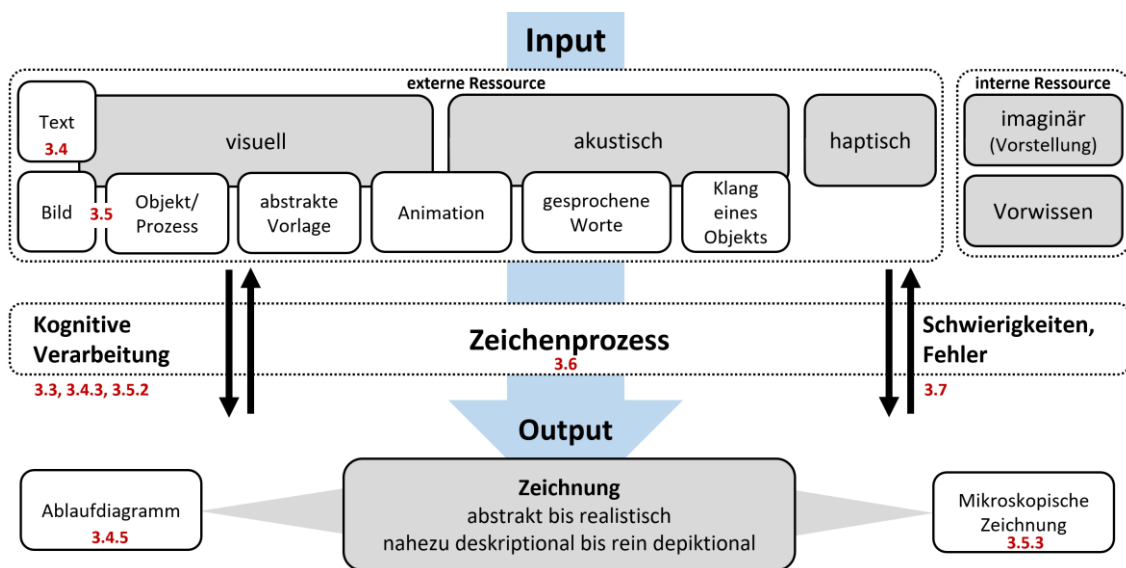 Input
externe Ressource
interne Ressource
Text
3.4
visuell
akustisch
haptisch
imaginär
(Vorstellung)
Bild
3.5
Objekt/
Prozess
abstrakte
Vorlage
Animation
gesprochene
Worte
Klang
eines
Objekts
Vorwissen
Kognitive
Verarbeitung
3.3, 3.4.3, 3.5.2
Zeichenprozess
3.6
Schwierigkeiten,
Fehler
3.7
Output
Ablaufdiagramm
3.4.5
Zeichnung
abstrakt bis realistisch
nahezu deskriptional bis rein depiktional
Mikroskopische
Zeichnung
3.5.3